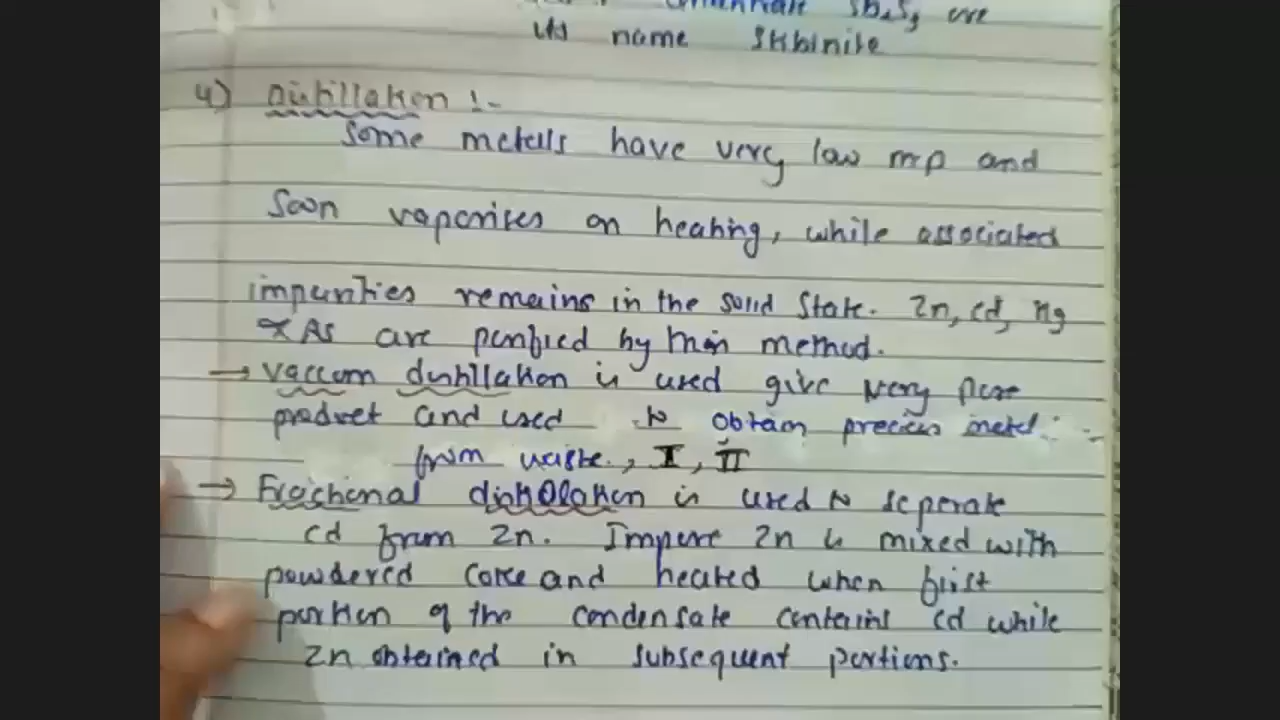 Sb2S3 are
its name Stibinite
4) Distillation :-
Some metals have very low mp and
Soon vaporises on heating, while associated
impurities remains in the solid State. Zn, Cd, Hg
& As are purified by this method.
→ vaccum distillation is used give very pure
product and used to obtain precious metal
from waste., I, II
→ Fractional distillation is used to seperate
Cd from Zn. Impure Zn is mixed with
powdered coke and heated when first
portion of the condensate contains Cd while
Zn obtained in subsequent portions.